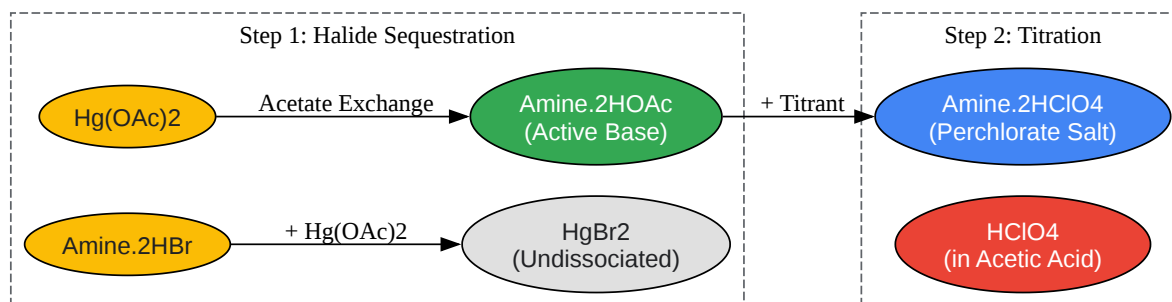 Step 1: Halide Sequestration
Hg(OAc)2
Acetate Exchange
Amine.2HOAc
(Active Base)
Amine.2HBr
+ Hg(OAc)2
HgBr2
(Undissociated)
+ Titrant
Step 2: Titration
Amine.2HClO4
(Perchlorate Salt)
HClO4
(in Acetic Acid)